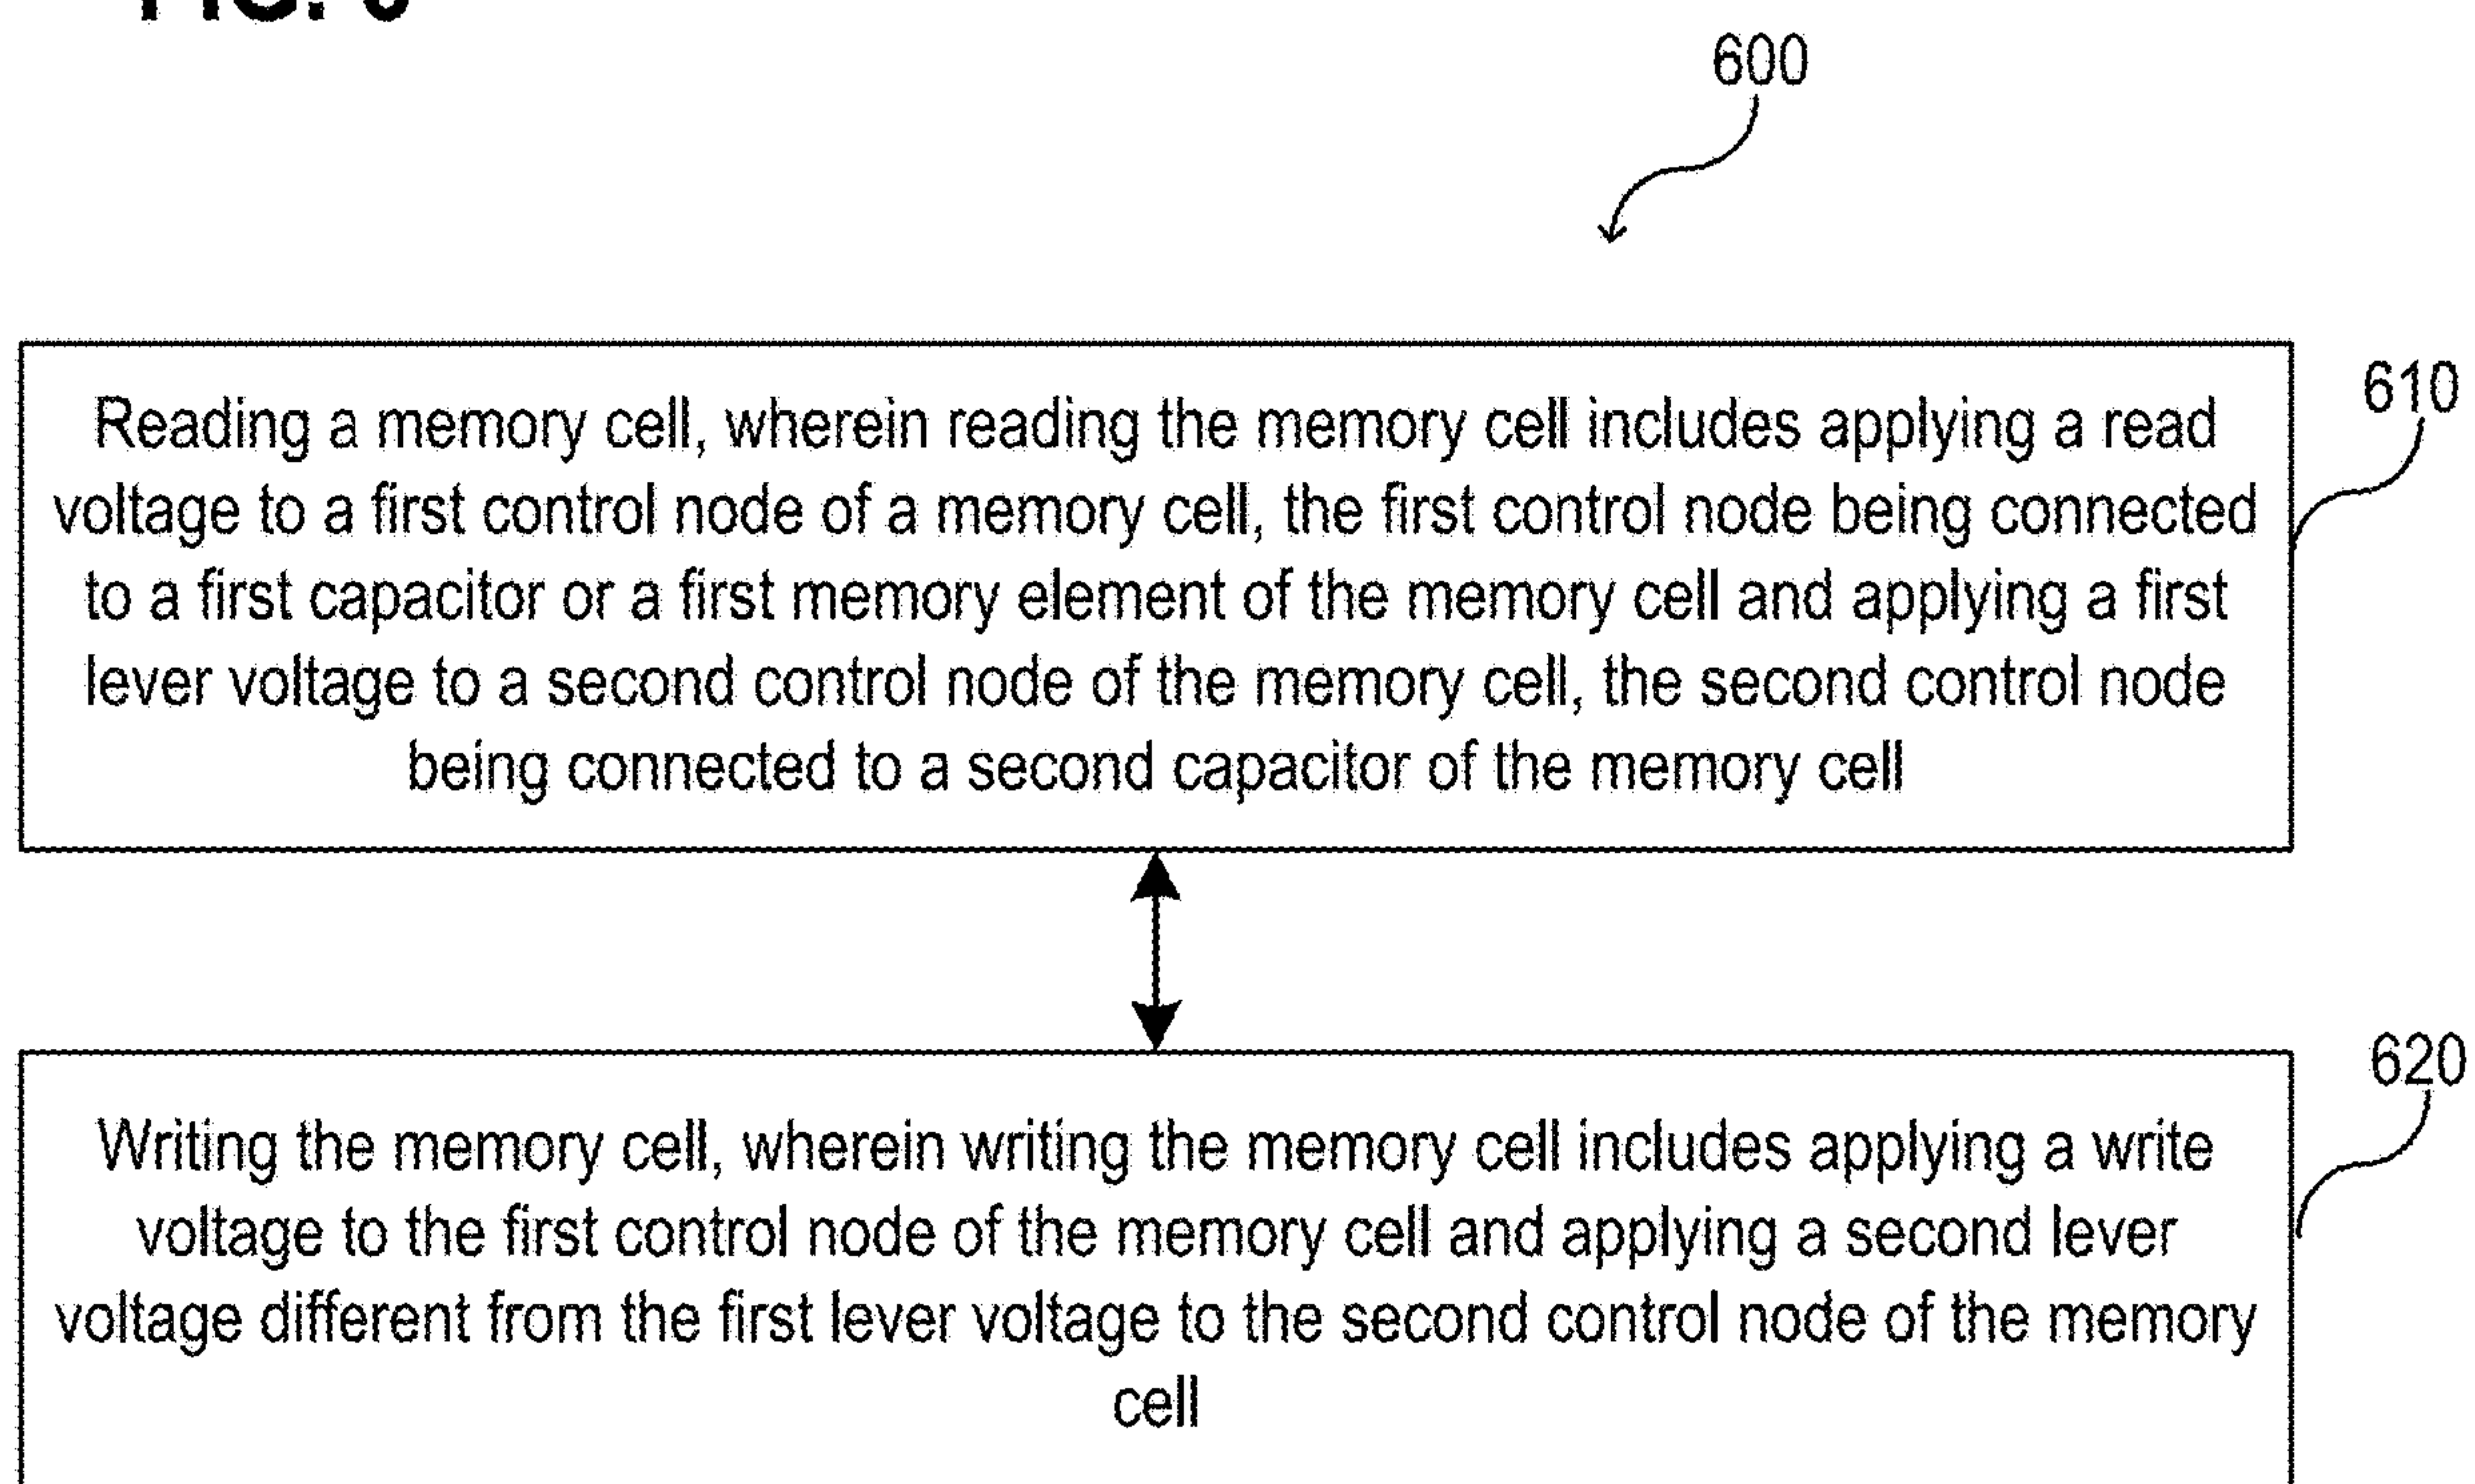 600
610
Reading a memory cell, wherein reading the memory cell includes applying a read
voltage to a first control node of a memory cell, the first control node being connected
to a first capacitor or a first memory element of the memory cell and applying a first
lever voltage to a second control node of the memory cell, the second control node
being connected to a second capacitor of the memory cell
620
Writing the memory cell, wherein writing the memory cell includes applying a write
voltage to the first control node of the memory cell and applying a second lever
voltage different from the first lever voltage to the second control node of the memory
cell